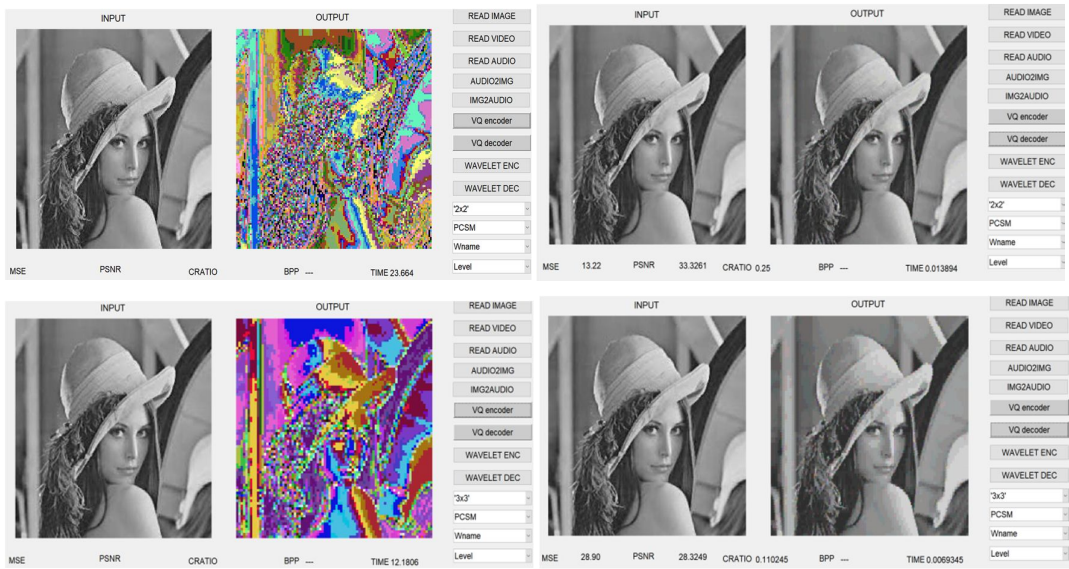 INPUT OUTPUT READ IMAGE
READ VIDEO
READ AUDIO
AUDIO2IMG
IMG2AUDIO
VQ encoder
VQ decoder
WAVELET ENC
WAVELET DEC
'2x2'
PCSM
Wname
Level
MSE PSNR CRATIO BPP --- TIME 23.664
INPUT OUTPUT READ IMAGE
READ VIDEO
READ AUDIO
AUDIO2IMG
IMG2AUDIO
VQ encoder
VQ decoder
WAVELET ENC
WAVELET DEC
'2x2'
PCSM
Wname
Level
MSE 13.22 PSNR 33.3261 CRATIO 0.25 BPP --- TIME 0.013894
INPUT OUTPUT READ IMAGE
READ VIDEO
READ AUDIO
AUDIO2IMG
IMG2AUDIO
VQ encoder
VQ decoder
WAVELET ENC
WAVELET DEC
'3x3'
PCSM
Wname
Level
MSE PSNR CRATIO BPP --- TIME 12.1806
INPUT OUTPUT READ IMAGE
READ VIDEO
READ AUDIO
AUDIO2IMG
IMG2AUDIO
VQ encoder
VQ decoder
WAVELET ENC
WAVELET DEC
'3x3'
PCSM
Wname
Level
MSE 28.90 PSNR 28.3249 CRATIO 0.110245 BPP --- TIME 0.0069345